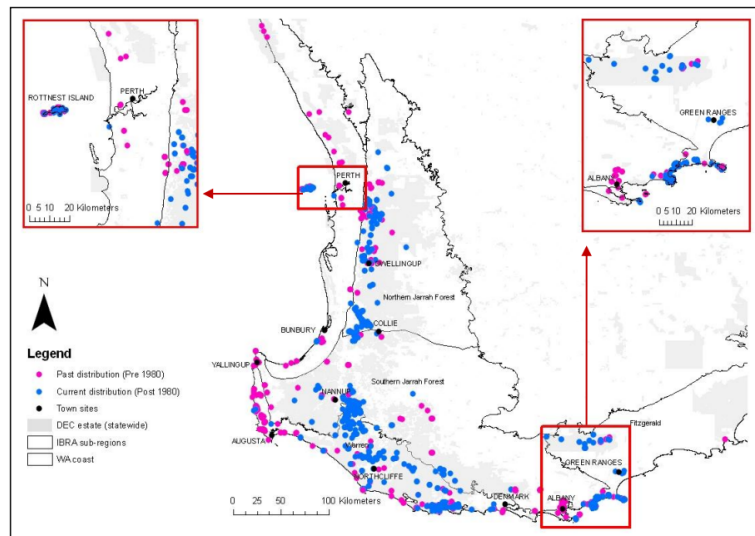 PERTH
ROTTNEST ISLAND
0 5 10 20 Kilometers
GREEN RANGES
ALBANY
0 5 10 20
Kilometers
PERTH
DWELLINGUP
Northern Jarrah Forest
N
BUNBURY
COLLIE
Legend
YALLINGUP
Past distribution (Pre 1980)
Southern Jarrah Forest
Current distribution (Post 1980)
NANNUP
Town sites
DEC estate (statewide)
Fitzgerald
AUGUSTA
IBRA sub-regions
Warren
WA coast
GREEN RANGES
NORTHCLIFFE
DENMARK
ALBANY
0 25 50 100 Kilometers